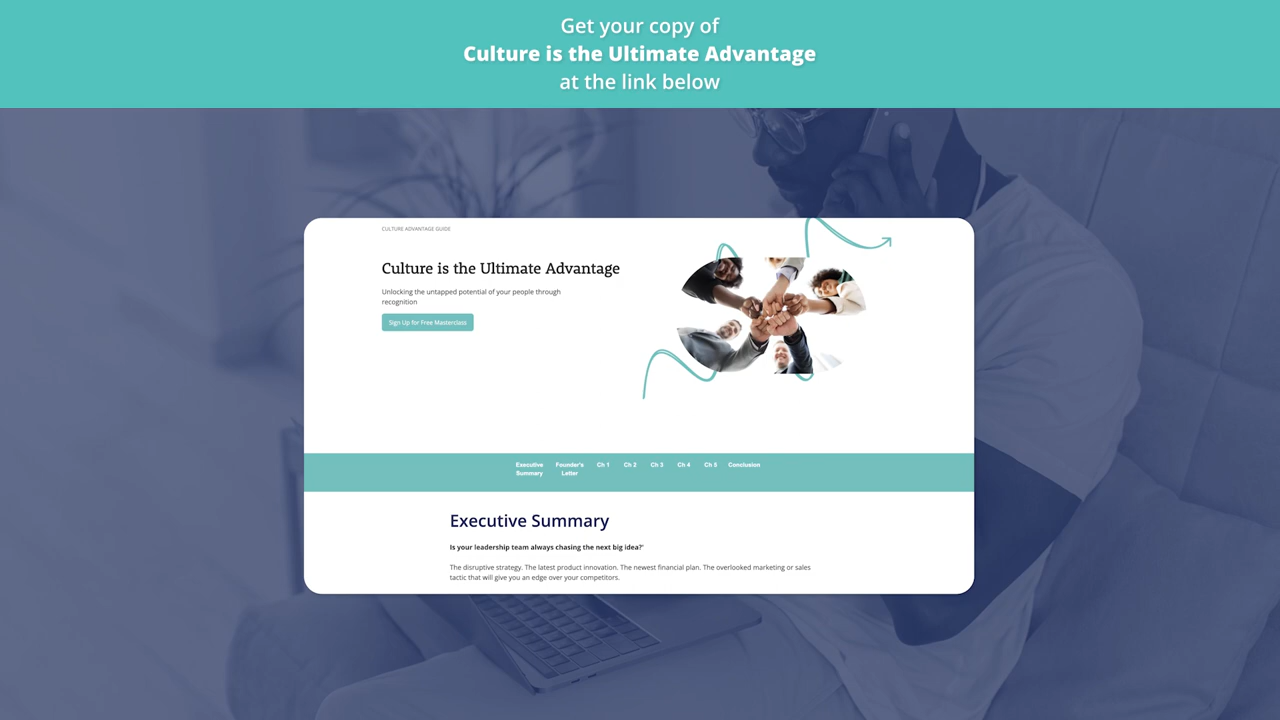 Get your copy of
Culture is the Ultimate Advantage
at the link below
CULTURE ADVANTAGE GUIDE
Culture is the Ultimate Advantage
Unlocking the untapped potential of your people through
recognition
Sign Up for Free Masterclass
Executive Summary
Founder's Letter
Ch 1
Ch 2
Ch 3
Ch 4
Ch 5
Conclusion
Executive Summary
Is your leadership team always chasing the next big idea?"
The disruptive strategy. The latest product innovation. The newest financial plan. The overlooked marketing or sales
tactic that will give you an edge over your competitors.